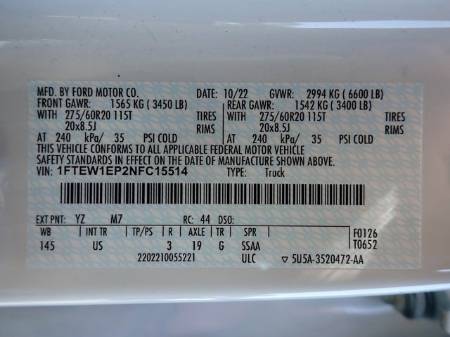 MFD. BY FORD MOTOR CO. DATE: 10/22 GVWR: 2994 KG ( 6600 LB)
FRONT GAWR: 1565 KG ( 3450 LB) REAR GAWR: 1542 KG ( 3400 LB)
275/60R20 115T TIRES 275/60R20 115T TIRES
20x8.5J RIMS 20x8.5J RIMS
AT 240 kPa/ 35 PSI COLD AT 240 kPa/ 35 PSI COLD
THIS VEHICLE CONFORMS TO ALL APPLICABLE FEDERAL MOTOR VEHICLE
SAFETY STANDARDS IN EFFECT ON THE DATE OF MANUFACTURE SHOWN ABOVE.
VIN: 1FTEW1EP2NFC15514 TYPE: Truck
EXT PNT: YZ M7 RC: 44 DSO: F0126
WB INT TR TP/PS R AXLE TR SPR T0652
145 US 3 19 G SSAA
2202210055221 ULC 5U5A-3520472-AA